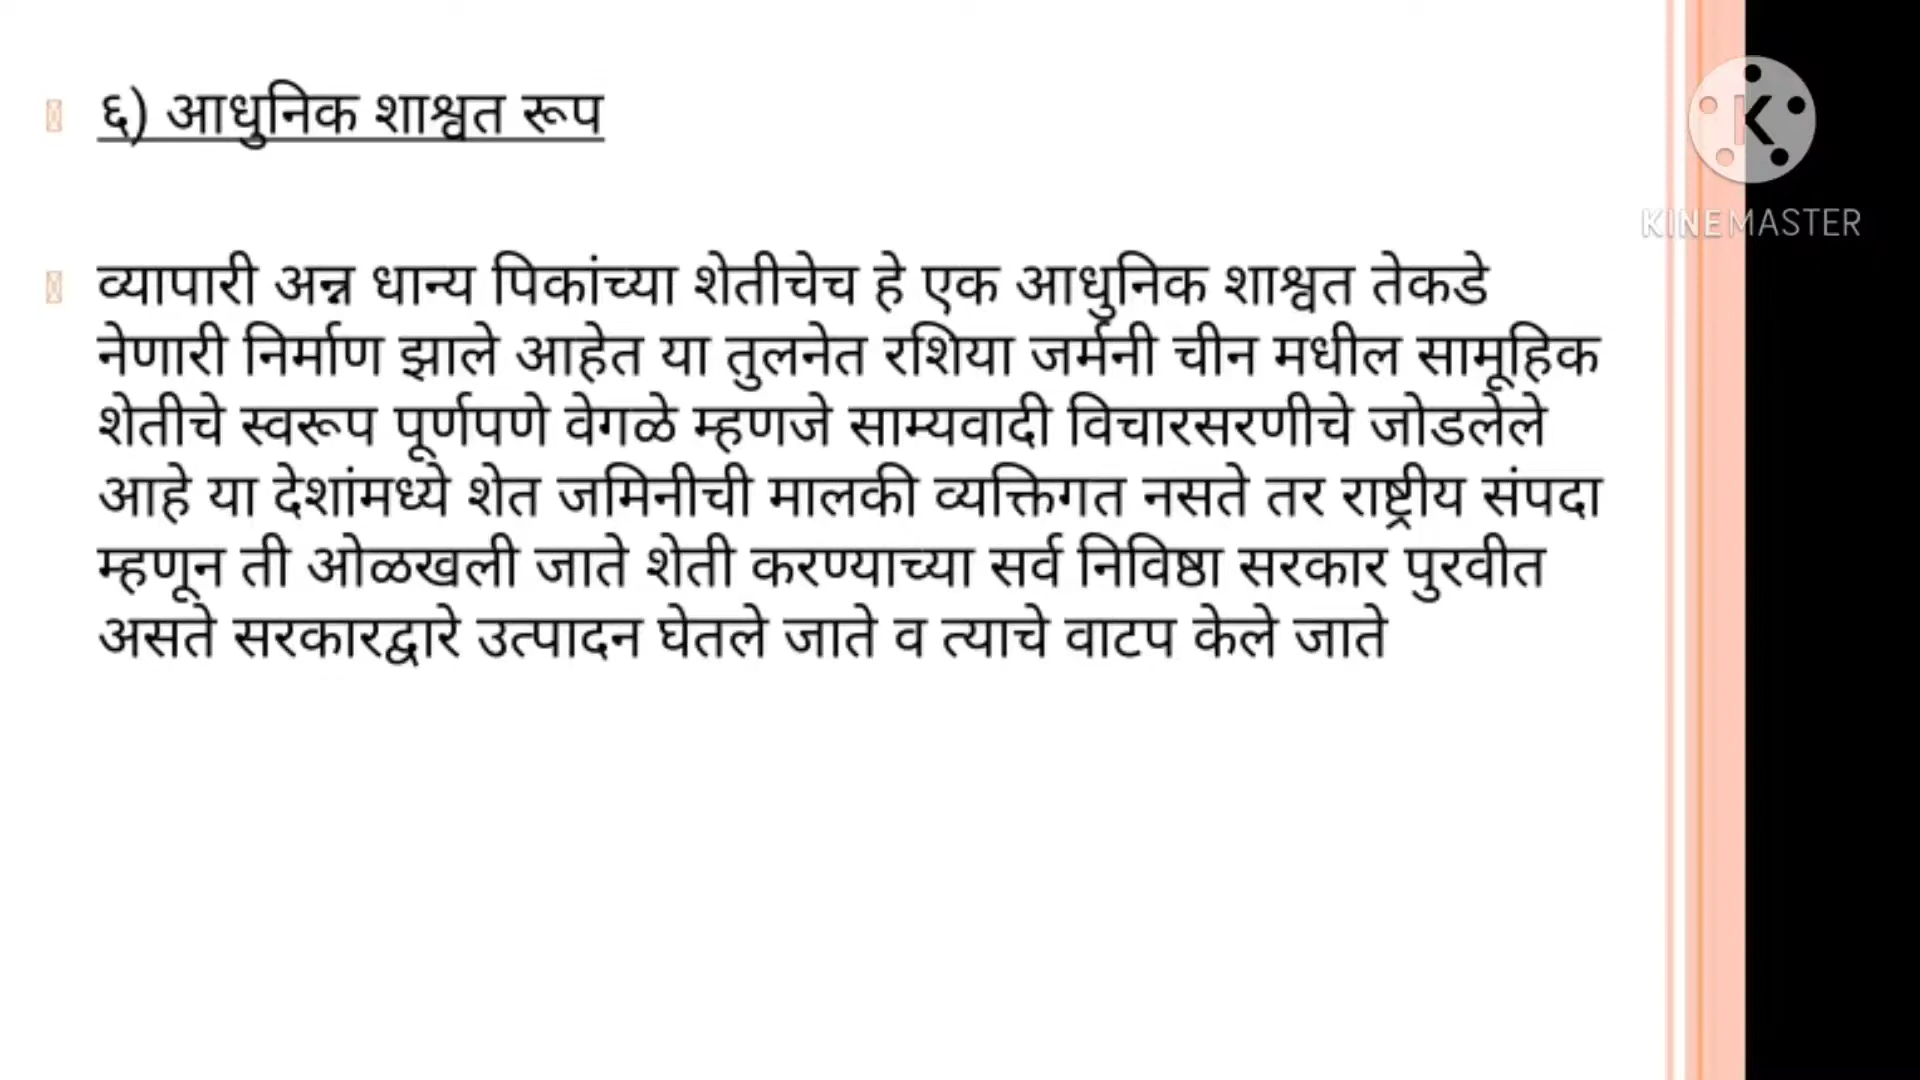 ६) आधुनिक शाश्वत रूप
व्यापारी अन्न धान्य पिकांच्या शेतीचेच हे एक आधुनिक शाश्वत तेकडे
नेणारी निर्माण झाले आहेत या तुलनेत रशिया जर्मनी चीन मधील सामूहिक
शेतीचे स्वरूप पूर्णपणे वेगळे म्हणजे साम्यवादी विचारसरणीचे जोडलेले
आहे या देशांमध्ये शेत जमिनीची मालकी व्यक्तिगत नसते तर राष्ट्रीय संपदा
म्हणून ती ओळखली जाते शेती करण्याच्या सर्व निविष्ठा सरकार पुरवीत
असते सरकारद्वारे उत्पादन घेतले जाते व त्याचे वाटप केले जाते
K
KINEMASTER